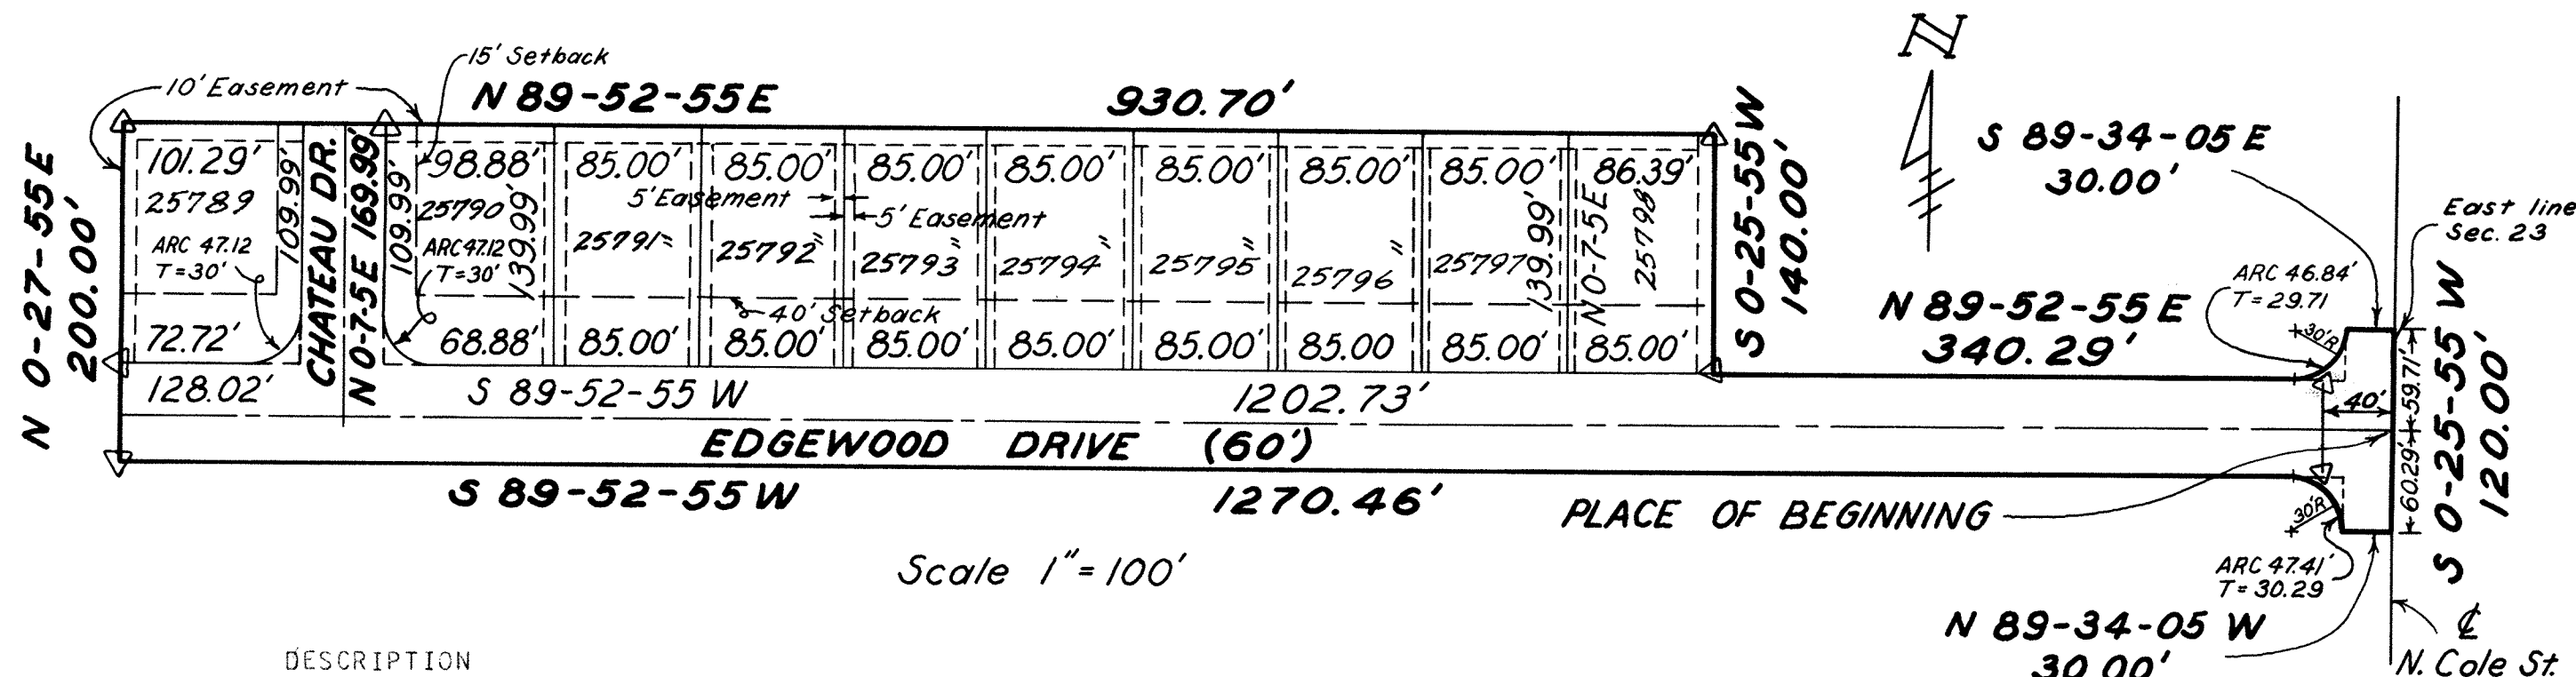 N
15' Setback
10' Easement
N 89-52-55E 930.70'
S 89-34-05 E
30.00'
East line
Sec. 23
N 0-27-55 E
200.00'
101.29'
25789
109.99'
ARC 47.12
T=30'
72.72'
128.02'
CHATEAU DR.
N 0-7-5E 169.99'
109.99'
98.88'
25790
139.99'
ARC 47.12
T=30'
68.88'
85.00'
25791 "
85.00'
85.00'
25792 "
85.00'
5' Easement
5' Easement
85.00'
25793 "
85.00'
85.00'
25794 "
85.00'
85.00'
25795 "
85.00'
85.00'
25796 "
85.00
85.00'
25797
139.99'
85.00'
N 0-7-5E
86.39'
25798
85.00'
40' Setback
S 0-25-55 W
140.00'
N 89-52-55 E
340.29'
ARC 46.84'
T=29.71
30'R
40'
59.71'
60.29'
S 0-25-55 W
120.00'
S 89-52-55 W 1202.73'
EDGEWOOD DRIVE (60')
S 89-52-55 W 1270.46'
PLACE OF BEGINNING
30'R
ARC 47.41'
T=30.29
Scale 1"=100'
N 89-34-05 W
30.00'
℄
N. Cole St.
DESCRIPTION